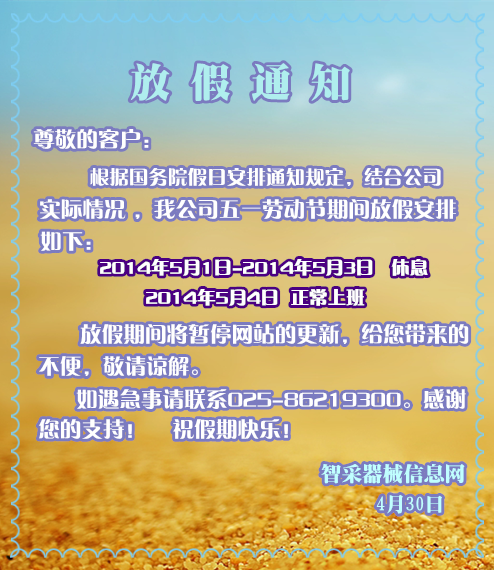 放假通知
尊敬的客户：
根据国务院假日安排通知规定，结合公司
实际情况，我公司五一劳动节期间放假安排
如下：
2014年5月1日-2014年5月3日 休息
2014年5月4日 正常上班
放假期间将暂停网站的更新，给您带来的
不便，敬请谅解。
如遇急事请联系025-86219300。感谢
您的支持！ 祝假期快乐！
智采器械信息网
4月30日